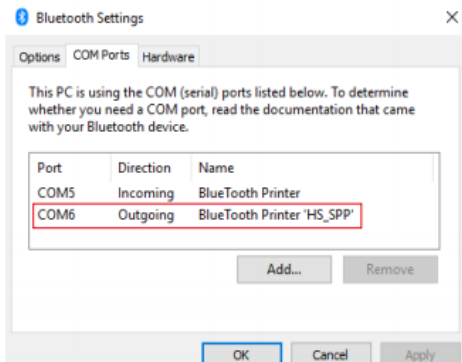 Bluetooth Settings
Options COM Ports Hardware
This PC is using the COM (serial) ports listed below. To determine
whether you need a COM port, read the documentation that came
with your Bluetooth device.
Port Direction Name
COM5 Incoming BlueTooth Printer
COM6 Outgoing BlueTooth Printer 'HS_SPP'
Add... Remove
OK Cancel Apply